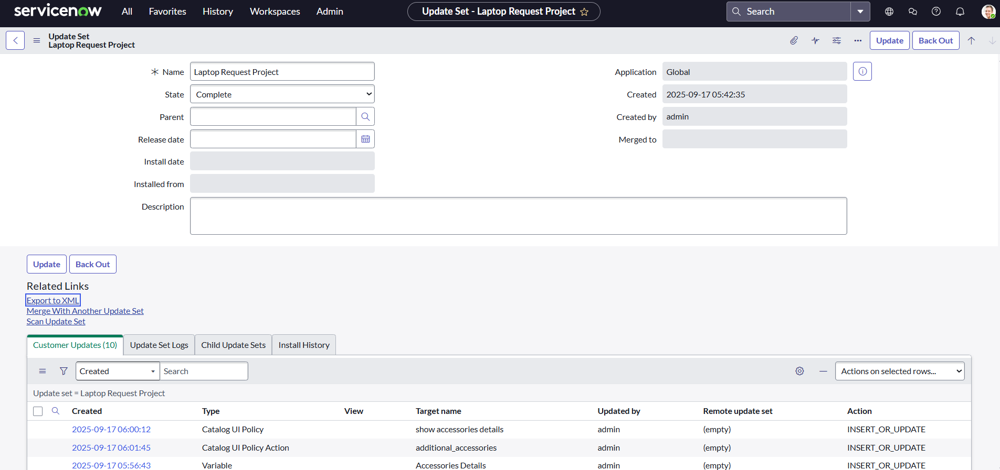 servicenow All Favorites History Workspaces Admin Update Set - Laptop Request Project Search
Update Set
Laptop Request Project
Update Back Out
Name Laptop Request Project Application Global
State Complete Created 2025-09-17 05:42:35
Parent Created by admin
Release date Merged to
Install date
Installed from
Description
Update Back Out
Related Links
Export to XML
Merge With Another Update Set
Scan Update Set
Customer Updates (10) Update Set Logs Child Update Sets Install History
Created Search Actions on selected rows...
Update set = Laptop Request Project
Created Type View Target name Updated by Remote update set Action
2025-09-17 06:00:12 Catalog UI Policy show accessories details admin (empty) INSERT_OR_UPDATE
2025-09-17 06:01:45 Catalog UI Policy Action additional_accessories admin (empty) INSERT_OR_UPDATE
2025-09-17 05:56:43 Variable Accessories Details admin (empty) INSERT_OR_UPDATE